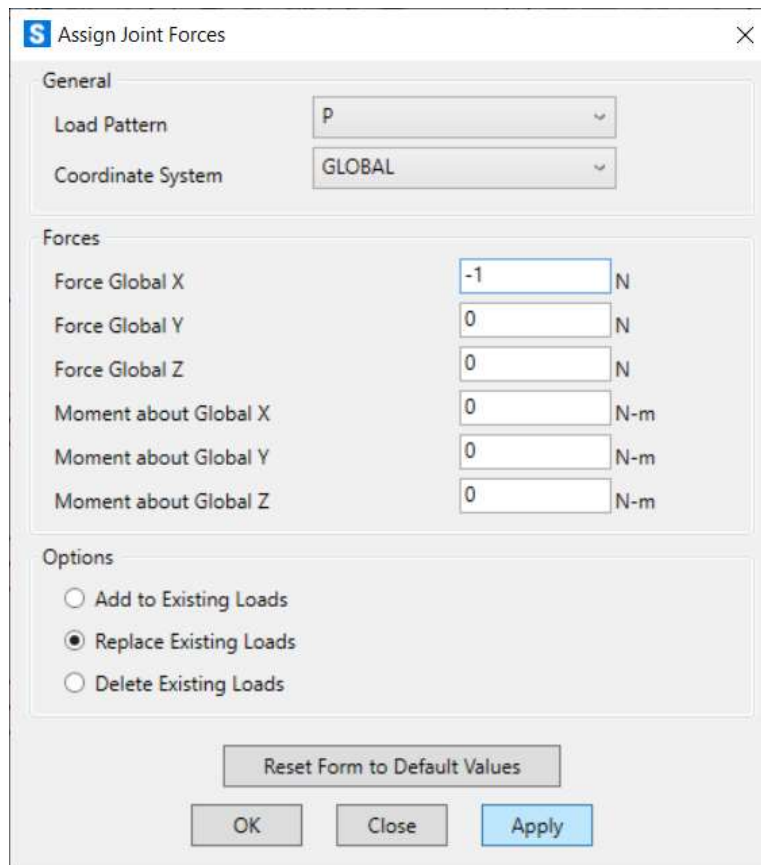 S Assign Joint Forces
General
Load Pattern P
Coordinate System GLOBAL
Forces
Force Global X -1 N
Force Global Y 0 N
Force Global Z 0 N
Moment about Global X 0 N-m
Moment about Global Y 0 N-m
Moment about Global Z 0 N-m
Options
Add to Existing Loads
Replace Existing Loads
Delete Existing Loads
Reset Form to Default Values
OK Close Apply